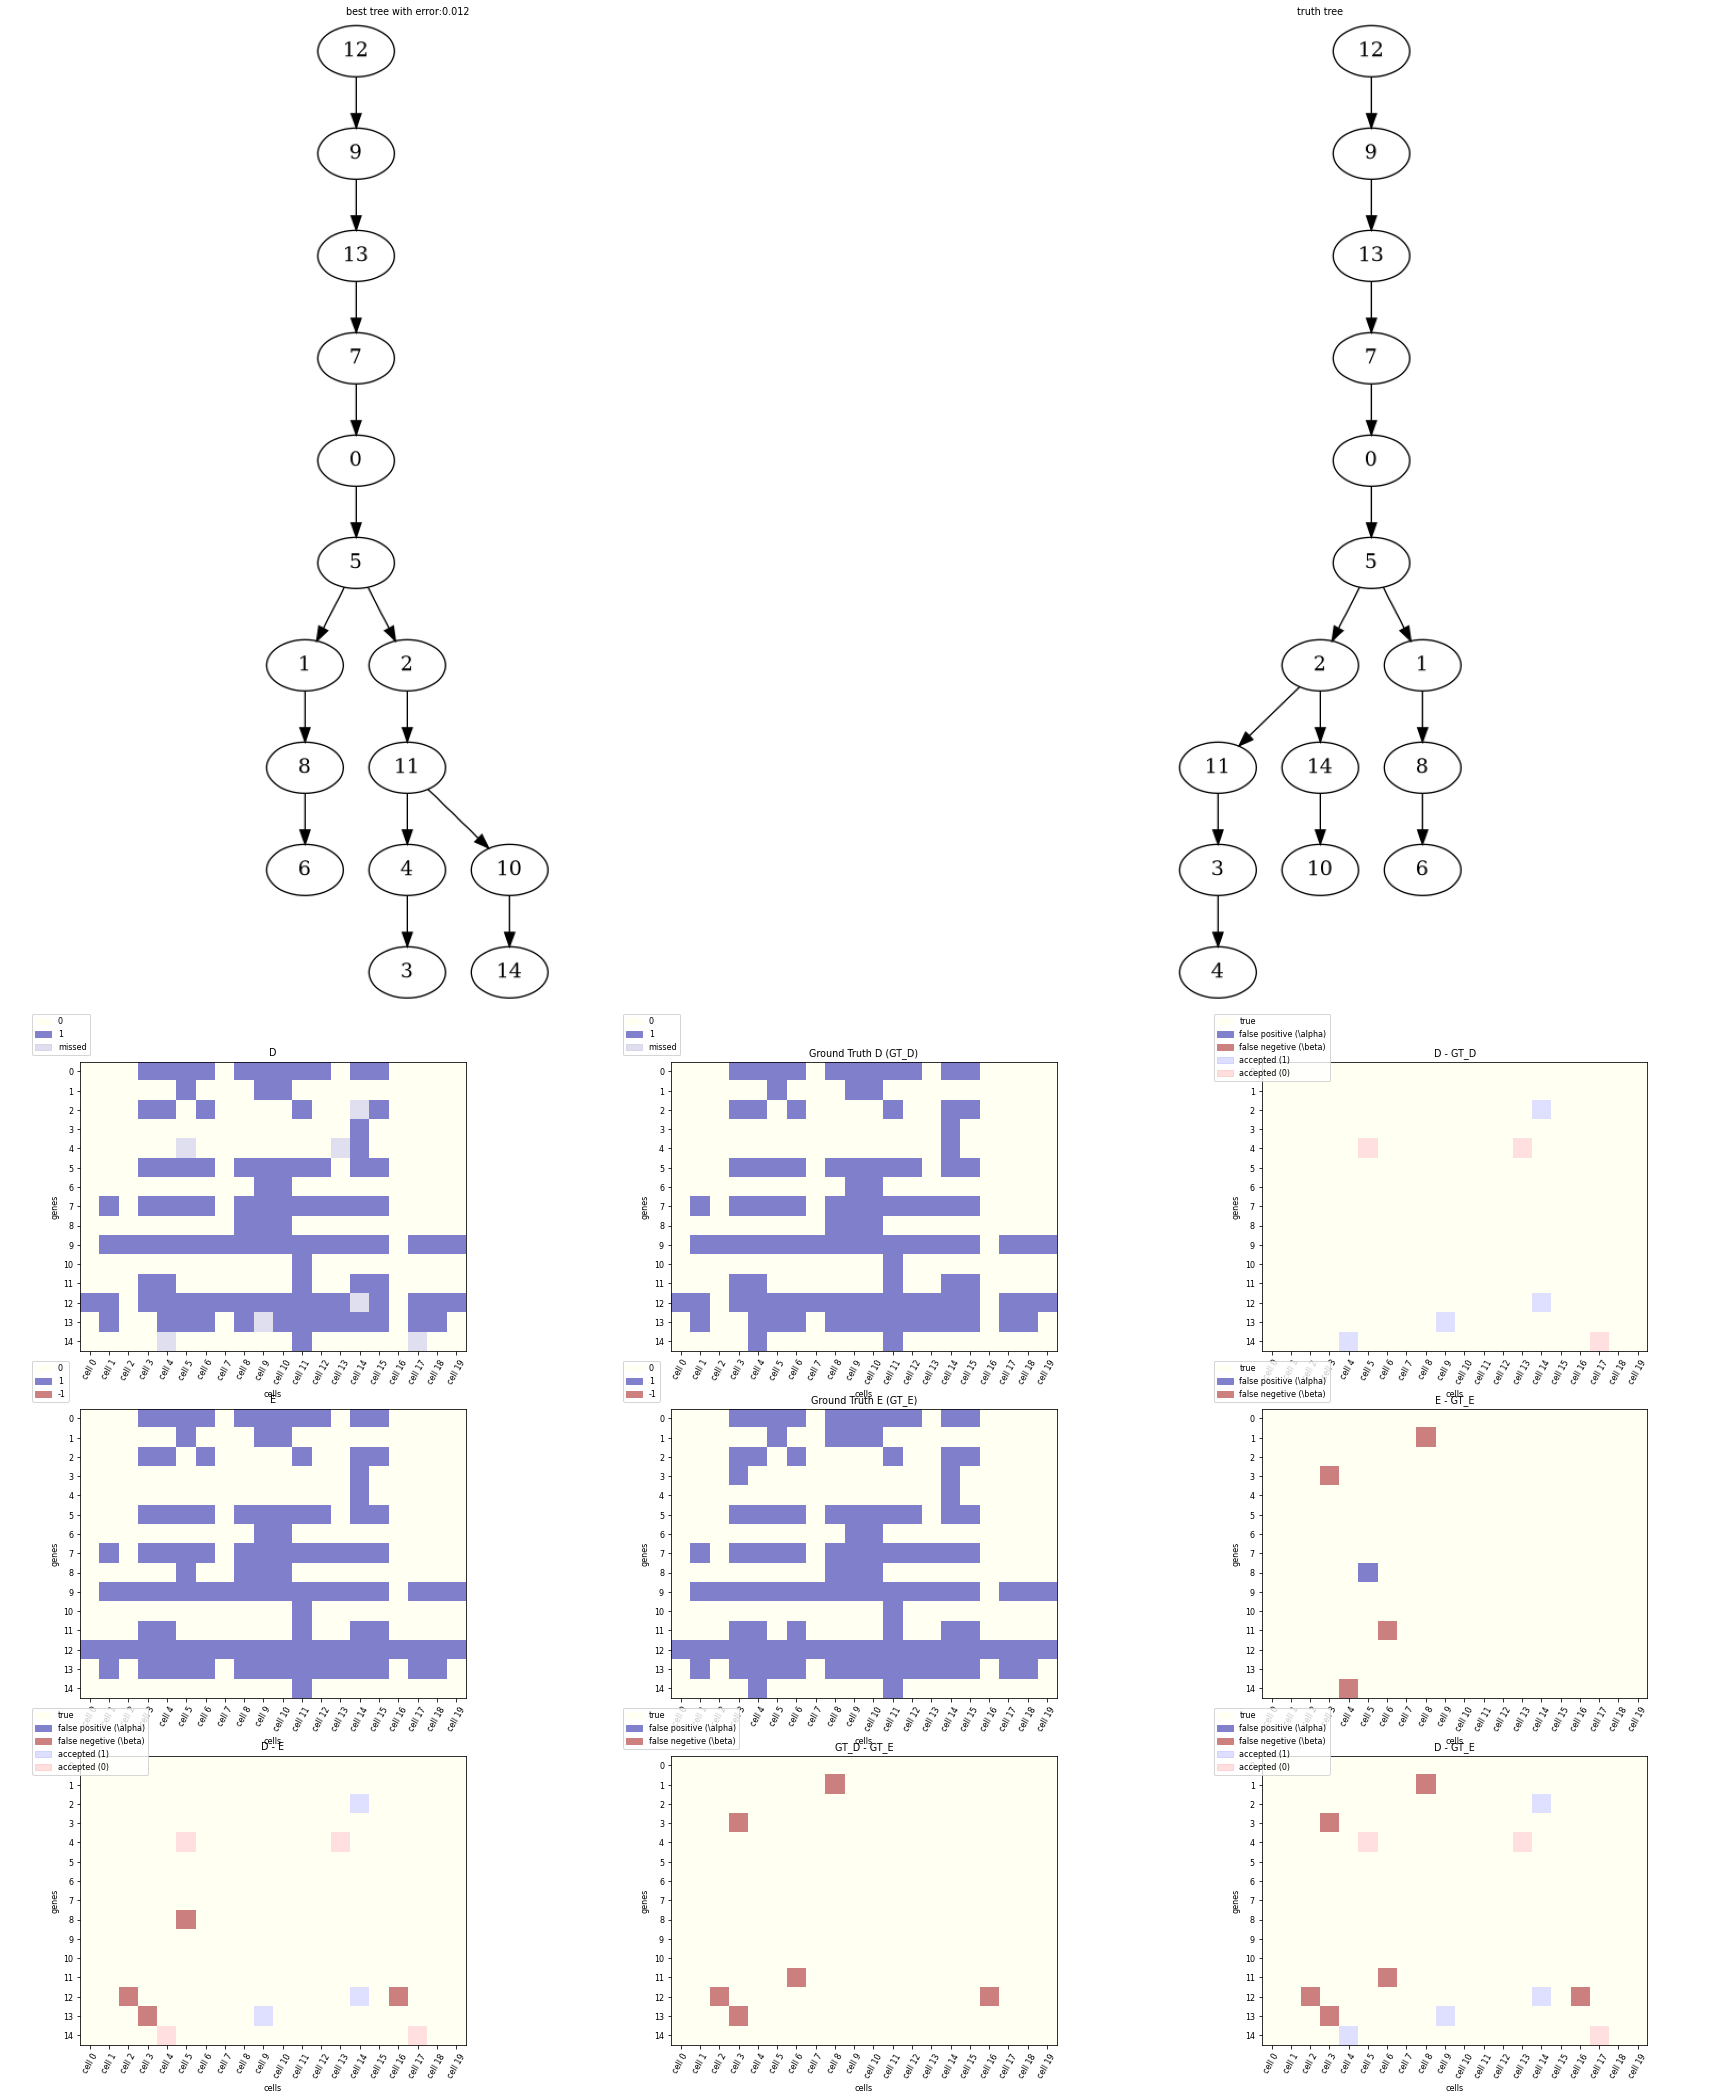 best tree with error:0.012
truth tree
12
12
9
9
13
13
7
7
0
0
5
5
1
2
2
1
8
11
11
14
8
6
4
10
3
10
6
3
14
4
0
1
missed
D
genes
0
1
2
3
4
5
6
7
8
9
10
11
12
13
14
cell 0
cell 1
cell 2
cell 3
cell 4
cell 5
cell 6
cell 7
cell 8
cell 9
cell 10
cell 11
cell 12
cell 13
cell 14
cell 15
cell 16
cell 17
cell 18
cell 19
cells
0
1
missed
Ground Truth D (GT_D)
genes
0
1
2
3
4
5
6
7
8
9
10
11
12
13
14
cell 0
cell 1
cell 2
cell 3
cell 4
cell 5
cell 6
cell 7
cell 8
cell 9
cell 10
cell 11
cell 12
cell 13
cell 14
cell 15
cell 16
cell 17
cell 18
cell 19
cells
true
false positive (\alpha)
false negetive (\beta)
accepted (1)
accepted (0)
D - GT_D
genes
1
2
3
4
5
6
7
8
9
10
11
12
13
14
cell 3
cell 4
cell 5
cell 6
cell 7
cell 8
cell 9
cell 10
cell 11
cell 12
cell 13
cell 14
cell 15
cell 16
cell 17
cell 18
cell 19
cells
0
1
-1
E
genes
0
1
2
3
4
5
6
7
8
9
10
11
12
13
14
cell 3
cell 4
cell 5
cell 6
cell 7
cell 8
cell 9
cell 10
cell 11
cell 12
cell 13
cell 14
cell 15
cell 16
cell 17
cell 18
cell 19
cells
0
1
-1
Ground Truth E (GT_E)
genes
0
1
2
3
4
5
6
7
8
9
10
11
12
13
14
cell 3
cell 4
cell 5
cell 6
cell 7
cell 8
cell 9
cell 10
cell 11
cell 12
cell 13
cell 14
cell 15
cell 16
cell 17
cell 18
cell 19
cells
true
false positive (\alpha)
false negetive (\beta)
E - GT_E
genes
0
1
2
3
4
5
6
7
8
9
10
11
12
13
14
cell 3
cell 4
cell 5
cell 6
cell 7
cell 8
cell 9
cell 10
cell 11
cell 12
cell 13
cell 14
cell 15
cell 16
cell 17
cell 18
cell 19
cells
true
false positive (\alpha)
false negetive (\beta)
accepted (1)
accepted (0)
D - E
genes
1
2
3
4
5
6
7
8
9
10
11
12
13
14
cell 0
cell 1
cell 2
cell 3
cell 4
cell 5
cell 6
cell 7
cell 8
cell 9
cell 10
cell 11
cell 12
cell 13
cell 14
cell 15
cell 16
cell 17
cell 18
cell 19
cells
true
false positive (\alpha)
false negetive (\beta)
GT_D - GT_E
genes
0
1
2
3
4
5
6
7
8
9
10
11
12
13
14
cell 0
cell 1
cell 2
cell 3
cell 4
cell 5
cell 6
cell 7
cell 8
cell 9
cell 10
cell 11
cell 12
cell 13
cell 14
cell 15
cell 16
cell 17
cell 18
cell 19
cells
true
false positive (\alpha)
false negetive (\beta)
accepted (1)
accepted (0)
D - GT_E
genes
1
2
3
4
5
6
7
8
9
10
11
12
13
14
cell 0
cell 1
cell 2
cell 3
cell 4
cell 5
cell 6
cell 7
cell 8
cell 9
cell 10
cell 11
cell 12
cell 13
cell 14
cell 15
cell 16
cell 17
cell 18
cell 19
cells